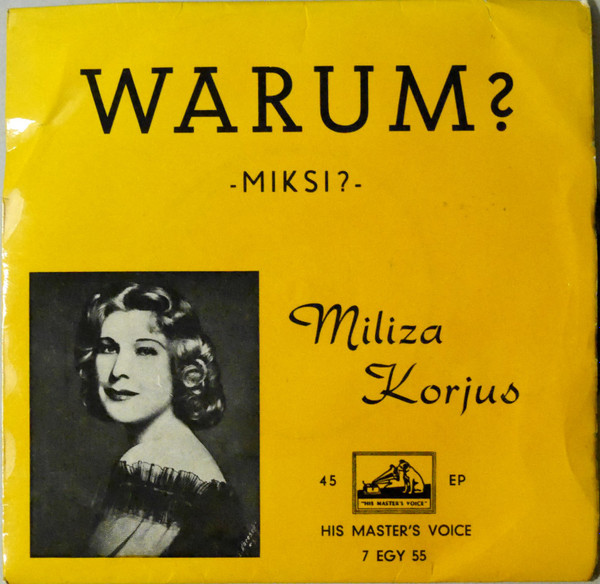 WARUM?
-MIKSI?-
Miliza
Korjus
45
EP
"HIS MASTER'S VOICE"
HIS MASTER'S VOICE
7 EGY 55